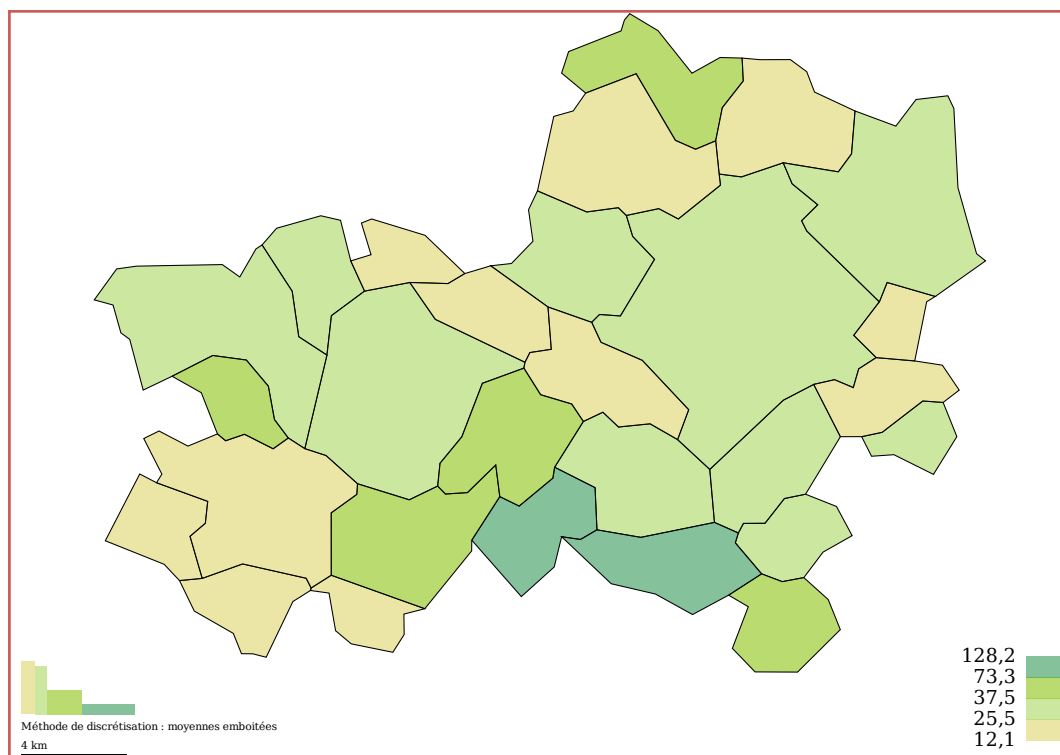 128,2
73,3
37,5
25,5
12,1
Méthode de discrétisation : moyennes emboitées
4 km